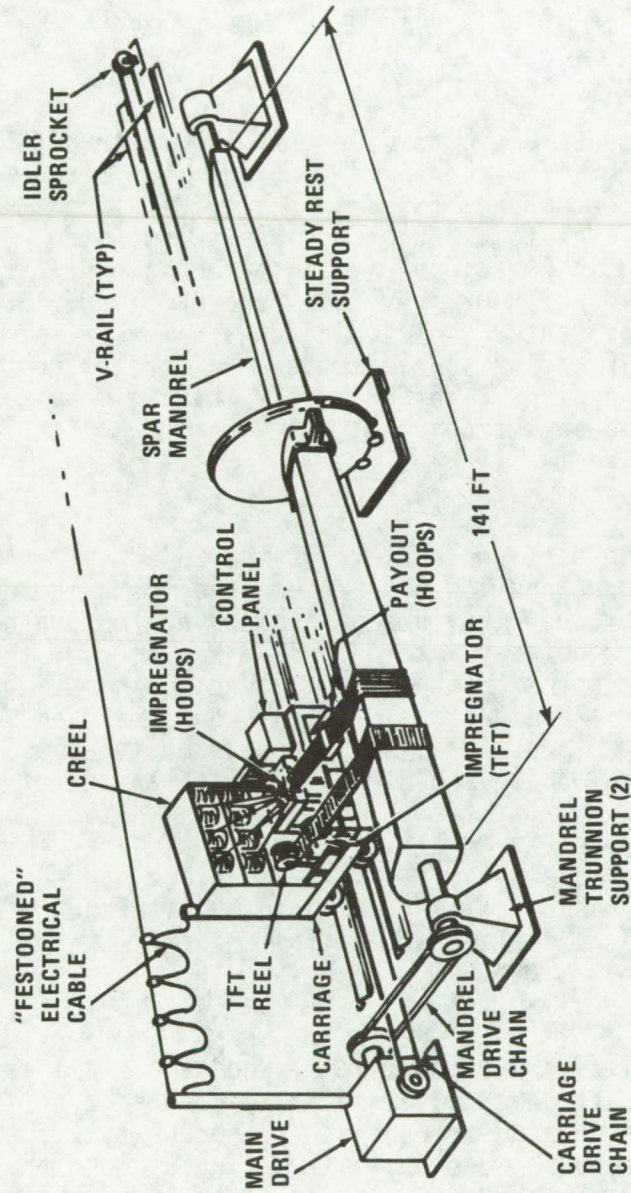 "FESTOONED"
ELECTRICAL
CABLE
CREEL
IMPREGNATOR
(HOOPS)
CONTROL
PANEL
V-RAIL (TYP)
IDLER
SPROCKET
SPAR
MANDREL
STEADY REST
SUPPORT
MAIN
DRIVE
TFT
REEL
CARRIAGE
PAYOUT
(HOOPS)
141 FT
IMPREGNATOR
(TFT)
MANDREL
DRIVE
CHAIN
MANDREL
TRUNNION
SUPPORT (2)
CARRIAGE
DRIVE
CHAIN